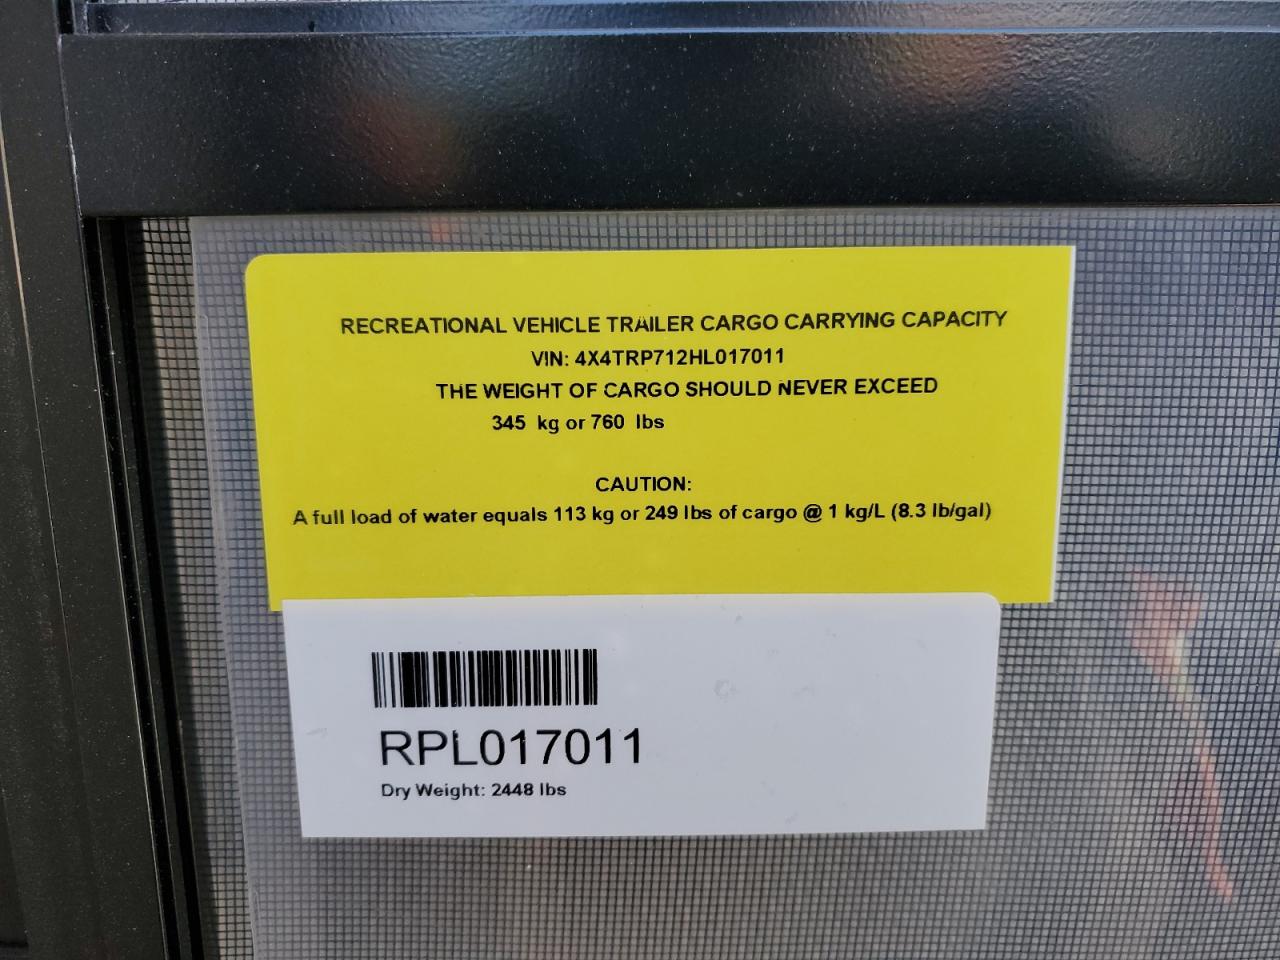 RECREATIONAL VEHICLE TRAILER CARGO CARRYING CAPACITY
VIN: 4X4TRP712HL017011
THE WEIGHT OF CARGO SHOULD NEVER EXCEED
345 kg or 760 lbs
CAUTION:
A full load of water equals 113 kg or 249 lbs of cargo @ 1 kg/L (8.3 lb/gal)
RPL017011
Dry Weight: 2448 lbs